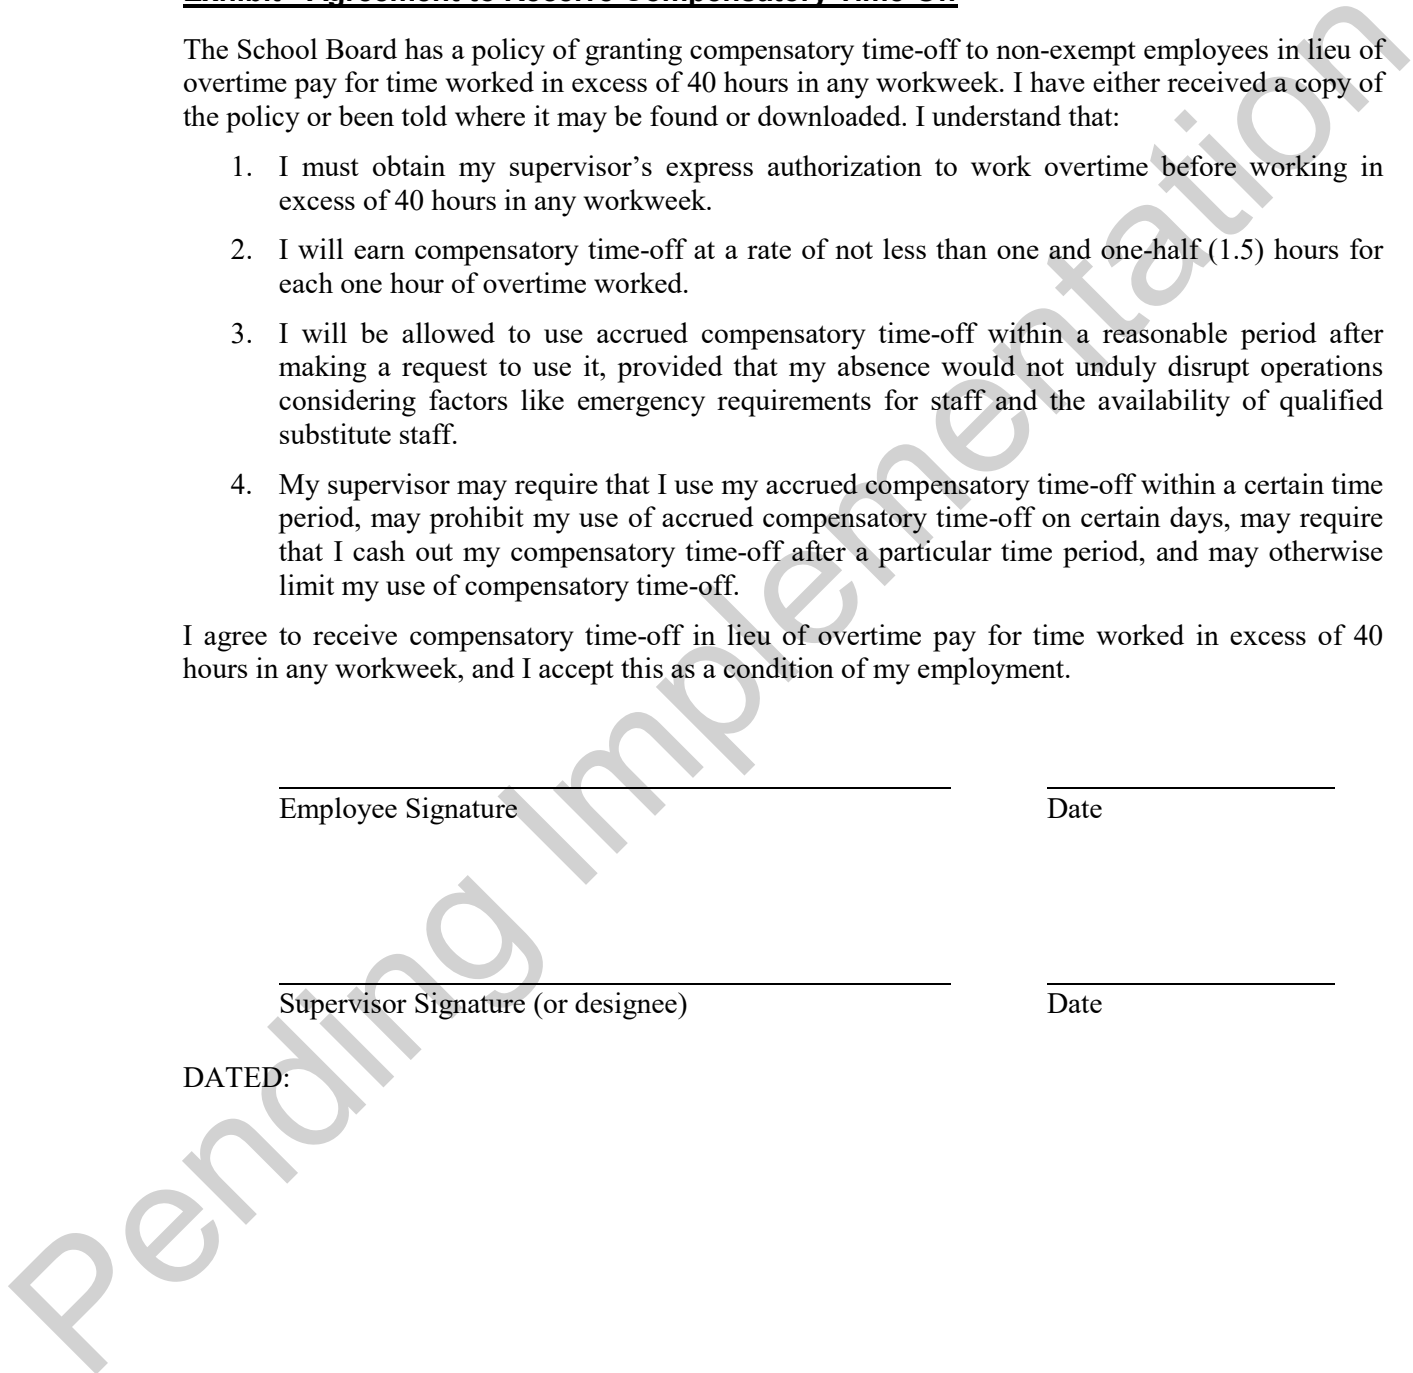 Exhibit - Agreement to Receive Compensatory Time-Off
The School Board has a policy of granting compensatory time-off to non-exempt employees in lieu of
overtime pay for time worked in excess of 40 hours in any workweek. I have either received a copy of
the policy or been told where it may be found or downloaded. I understand that:
1. I must obtain my supervisor’s express authorization to work overtime before working in
excess of 40 hours in any workweek.
2. I will earn compensatory time-off at a rate of not less than one and one-half (1.5) hours for
each one hour of overtime worked.
3. I will be allowed to use accrued compensatory time-off within a reasonable period after
making a request to use it, provided that my absence would not unduly disrupt operations
considering factors like emergency requirements for staff and the availability of qualified
substitute staff.
4. My supervisor may require that I use my accrued compensatory time-off within a certain time
period, may prohibit my use of accrued compensatory time-off on certain days, may require
that I cash out my compensatory time-off after a particular time period, and may otherwise
limit my use of compensatory time-off.
I agree to receive compensatory time-off in lieu of overtime pay for time worked in excess of 40
hours in any workweek, and I accept this as a condition of my employment.
Employee Signature Date
Supervisor Signature (or designee) Date
DATED:
Pending Implementation